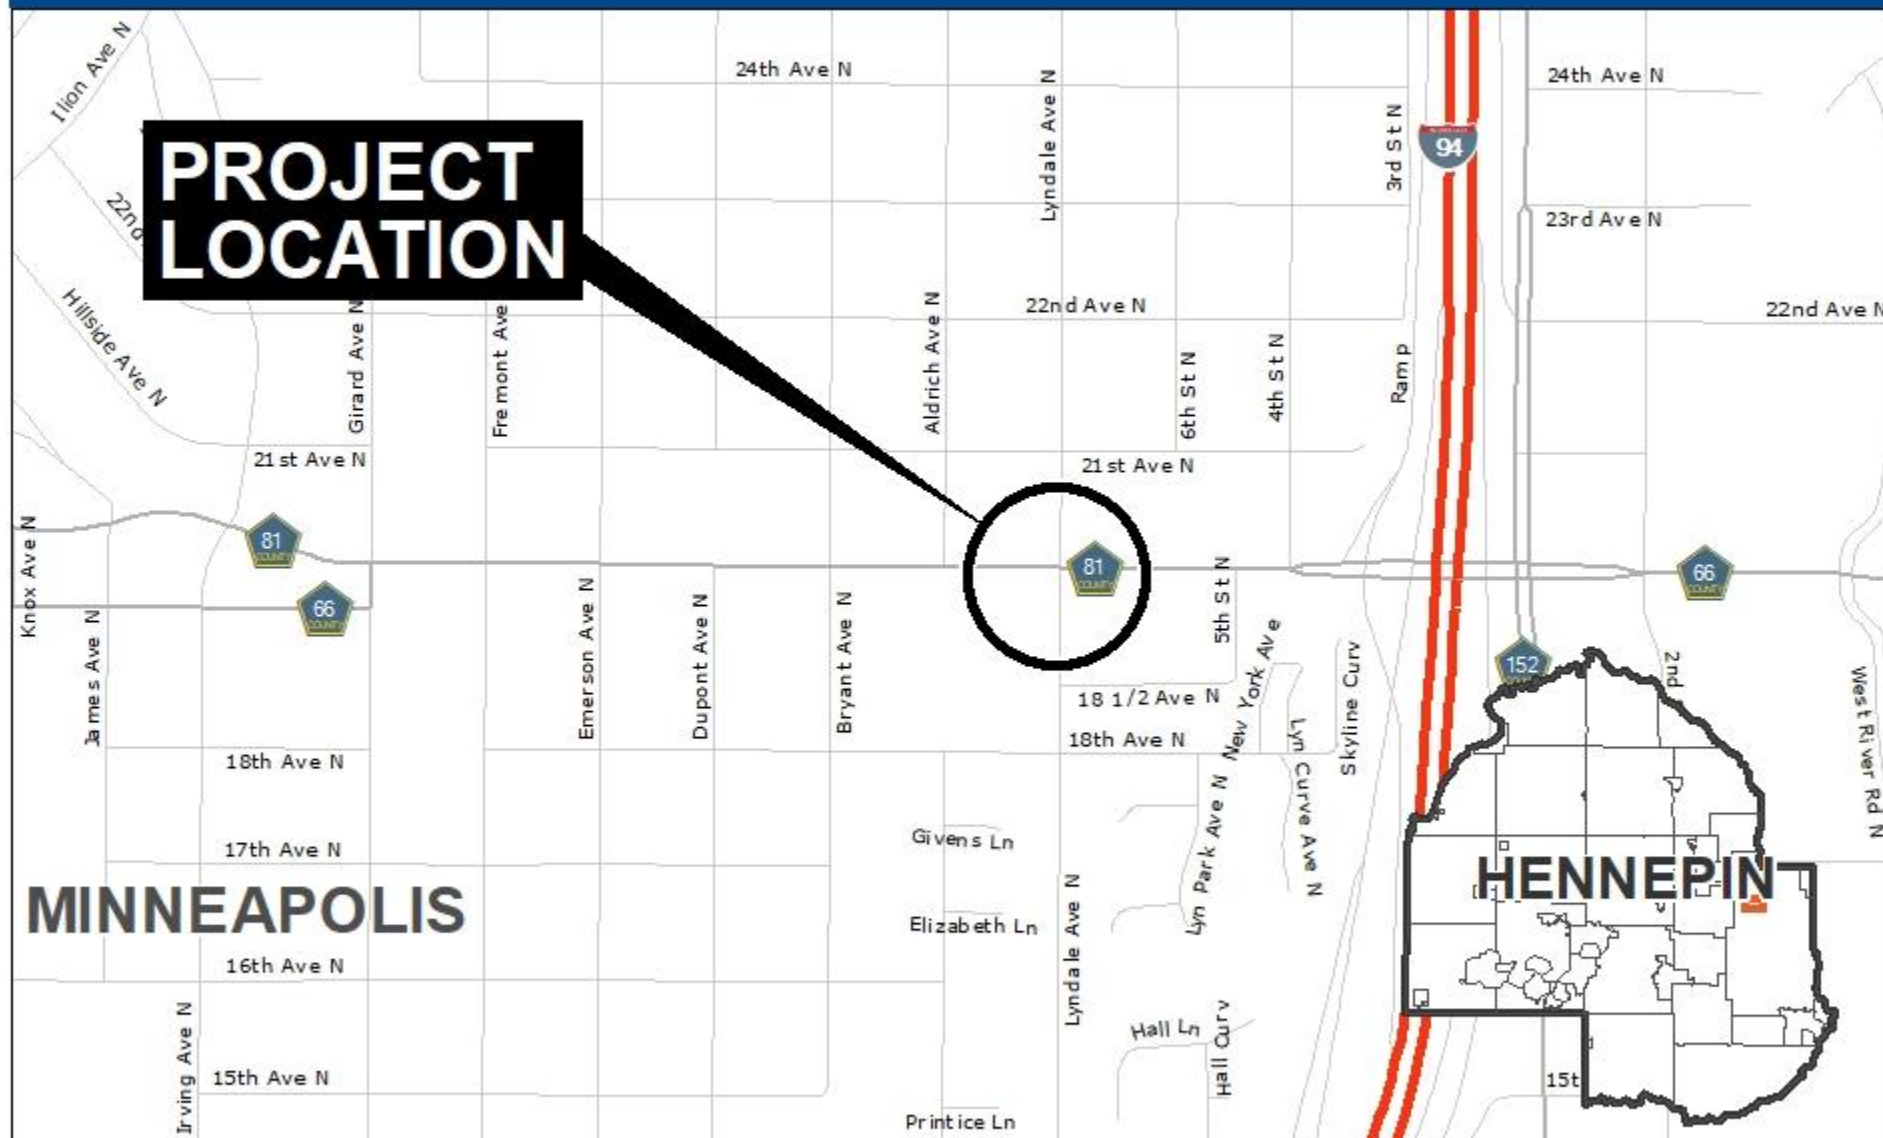 Ilion Ave N
24th Ave N
Lyndale Ave N
3rd St N
94
24th Ave N
PROJECT
LOCATION
22nd
23rd Ave N
Hillside Ave N
Girard Ave N
Fremont Ave
Aldrich Ave N
22nd Ave N
6th St N
4th St N
Ramp
22nd Ave N
21st Ave N
21st Ave N
Knox Ave N
81
COUNTY
66
COUNTY
81
COUNTY
66
COUNTY
James Ave N
Emerson Ave N
Dupont Ave N
Bryant Ave N
5th St N
New York Ave
Skyline Curv
152
2nd
West River Rd N
18 1/2 Ave N
18th Ave N
18th Ave N
Lyn Park Ave N
Lyn Curve Ave N
17th Ave N
Givens Ln
HENNEPIN
MINNEAPOLIS
Elizabeth Ln
Lyndale Ave N
16th Ave N
Irving Ave N
Hall Ln
Hall Curv
15th Ave N
15t
Printice Ln